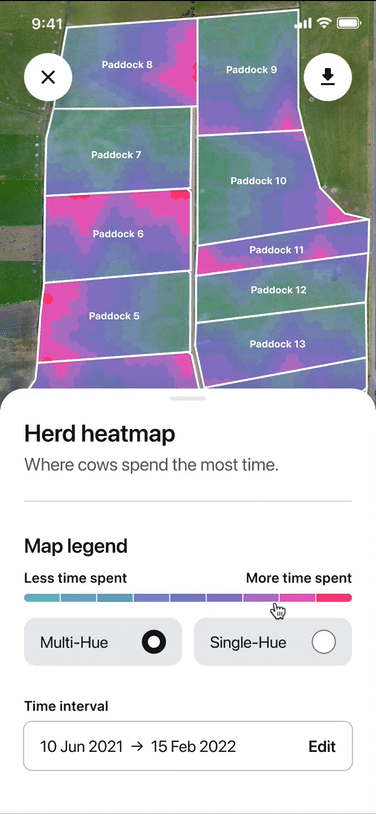 9:41
Paddock 8
Paddock 9
Paddock 7
Paddock 10
Paddock 6
Paddock 11
Paddock 12
Paddock 5
Paddock 13
Herd heatmap
Where cows spend the most time.
Map legend
Less time spent
More time spent
Multi-Hue
Single-Hue
Time interval
10 Jun 2021 → 15 Feb 2022
Edit